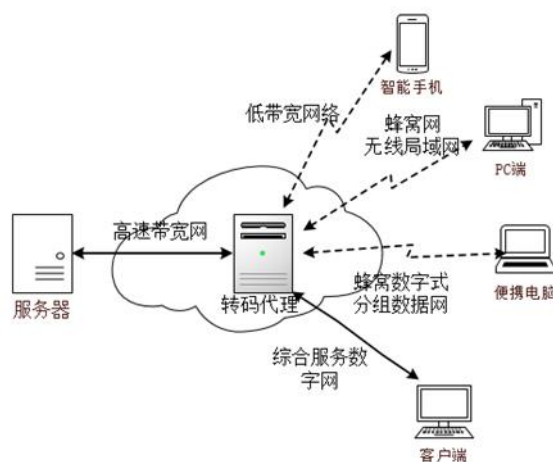 智能手机
低带宽网络
蜂窝网
无线局域网
PC端
高速带宽网
服务器
转码代理
蜂窝数字式
分组数据网
便携电脑
综合服务数
字网
客户端